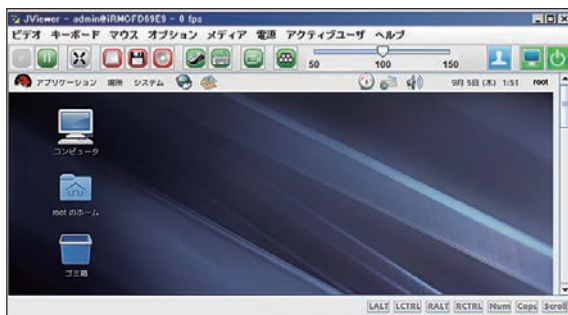 JViewer - admin@iRMCFD69E9 - 0 fps
ビデオ キーボード マウス オプション メディア 電源 アクティブユーザ ヘルプ
50 100 150
アプリケーション 場所 システム 9月 5日 (木) 1:51 root
コンピュータ
root のホーム
ゴミ箱
LALT LCTRL RALT RCTRL Num Caps Scroll